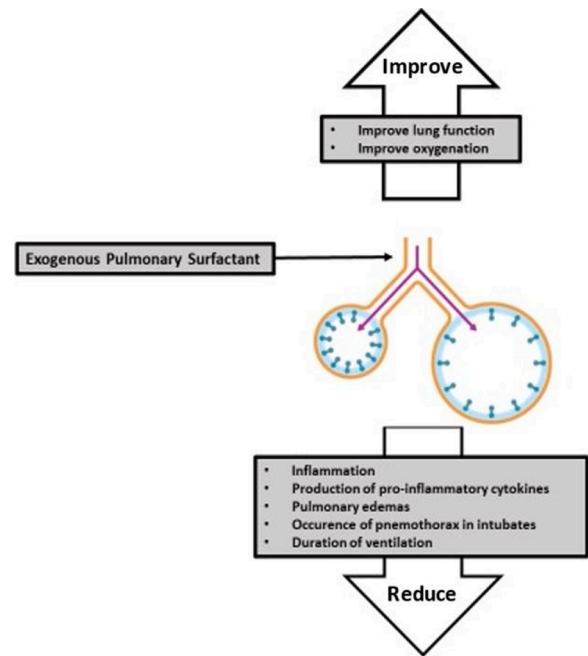 Improve
• Improve lung function
• Improve oxygenation
Exogenous Pulmonary Surfactant
• Inflammation
• Production of pro-inflammatory cytokines
• Pulmonary edemas
• Occurence of pnemothorax in intubates
• Duration of ventilation
Reduce